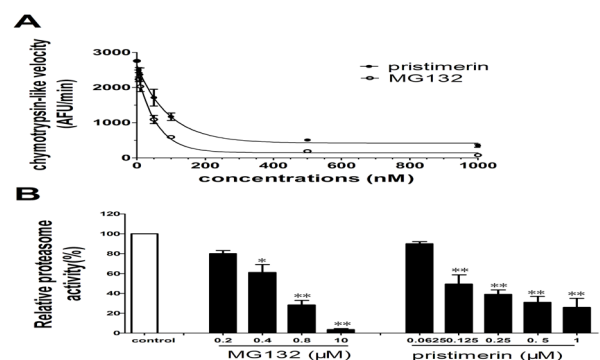 A
chymotrypsin-like velocity
(AFU/min)
3000
2000
1000
0
pristimerin
MG132
0 200 400 600 800 1000
concentrations (nM)
B
Relative proteasome
activity(%)
120
100
80
60
40
20
0
* ** ** ** ** ** **
control 0.2 0.4 0.8 10 0.0625 0.125 0.25 0.5 1
MG132 (µM) pristimerin (µM)